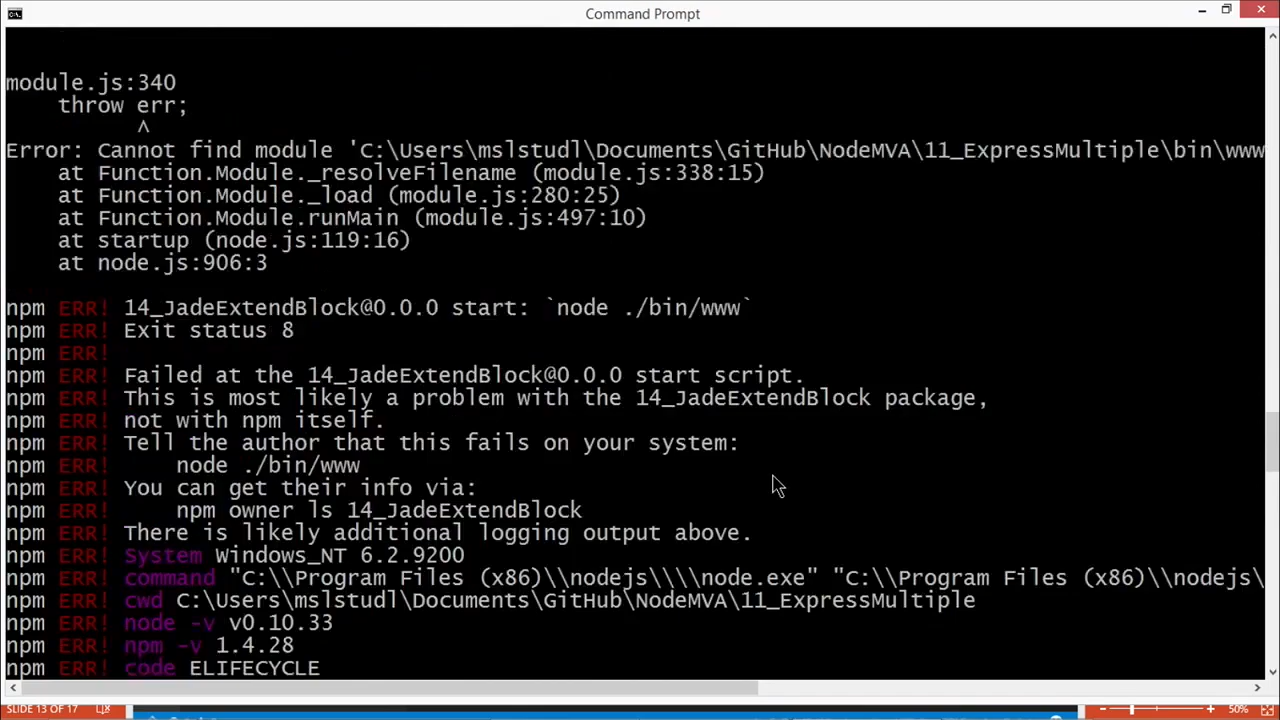 Command Prompt
module.js:340
throw err;
^
Error: Cannot find module 'C:\Users\mslstudl\Documents\GitHub\NodeMVA\11_ExpressMultiple\bin\www
at Function.Module._resolveFilename (module.js:338:15)
at Function.Module._load (module.js:280:25)
at Function.Module.runMain (module.js:497:10)
at startup (node.js:119:16)
at node.js:906:3
npm ERR! 14_JadeExtendBlock@0.0.0 start: `node ./bin/www`
npm ERR! Exit status 8
npm ERR!
npm ERR! Failed at the 14_JadeExtendBlock@0.0.0 start script.
npm ERR! This is most likely a problem with the 14_JadeExtendBlock package,
npm ERR! not with npm itself.
npm ERR! Tell the author that this fails on your system:
npm ERR! node ./bin/www
npm ERR! You can get their info via:
npm ERR! npm owner ls 14_JadeExtendBlock
npm ERR! There is likely additional logging output above.
npm ERR! System Windows_NT 6.2.9200
npm ERR! command "C:\\Program Files (x86)\\nodejs\\\\node.exe" "C:\\Program Files (x86)\\nodejs\
npm ERR! cwd C:\Users\mslstudl\Documents\GitHub\NodeMVA\11_ExpressMultiple
npm ERR! node -v v0.10.33
npm ERR! npm -v 1.4.28
npm ERR! code ELIFECYCLE
SLIDE 13 OF 17 50%